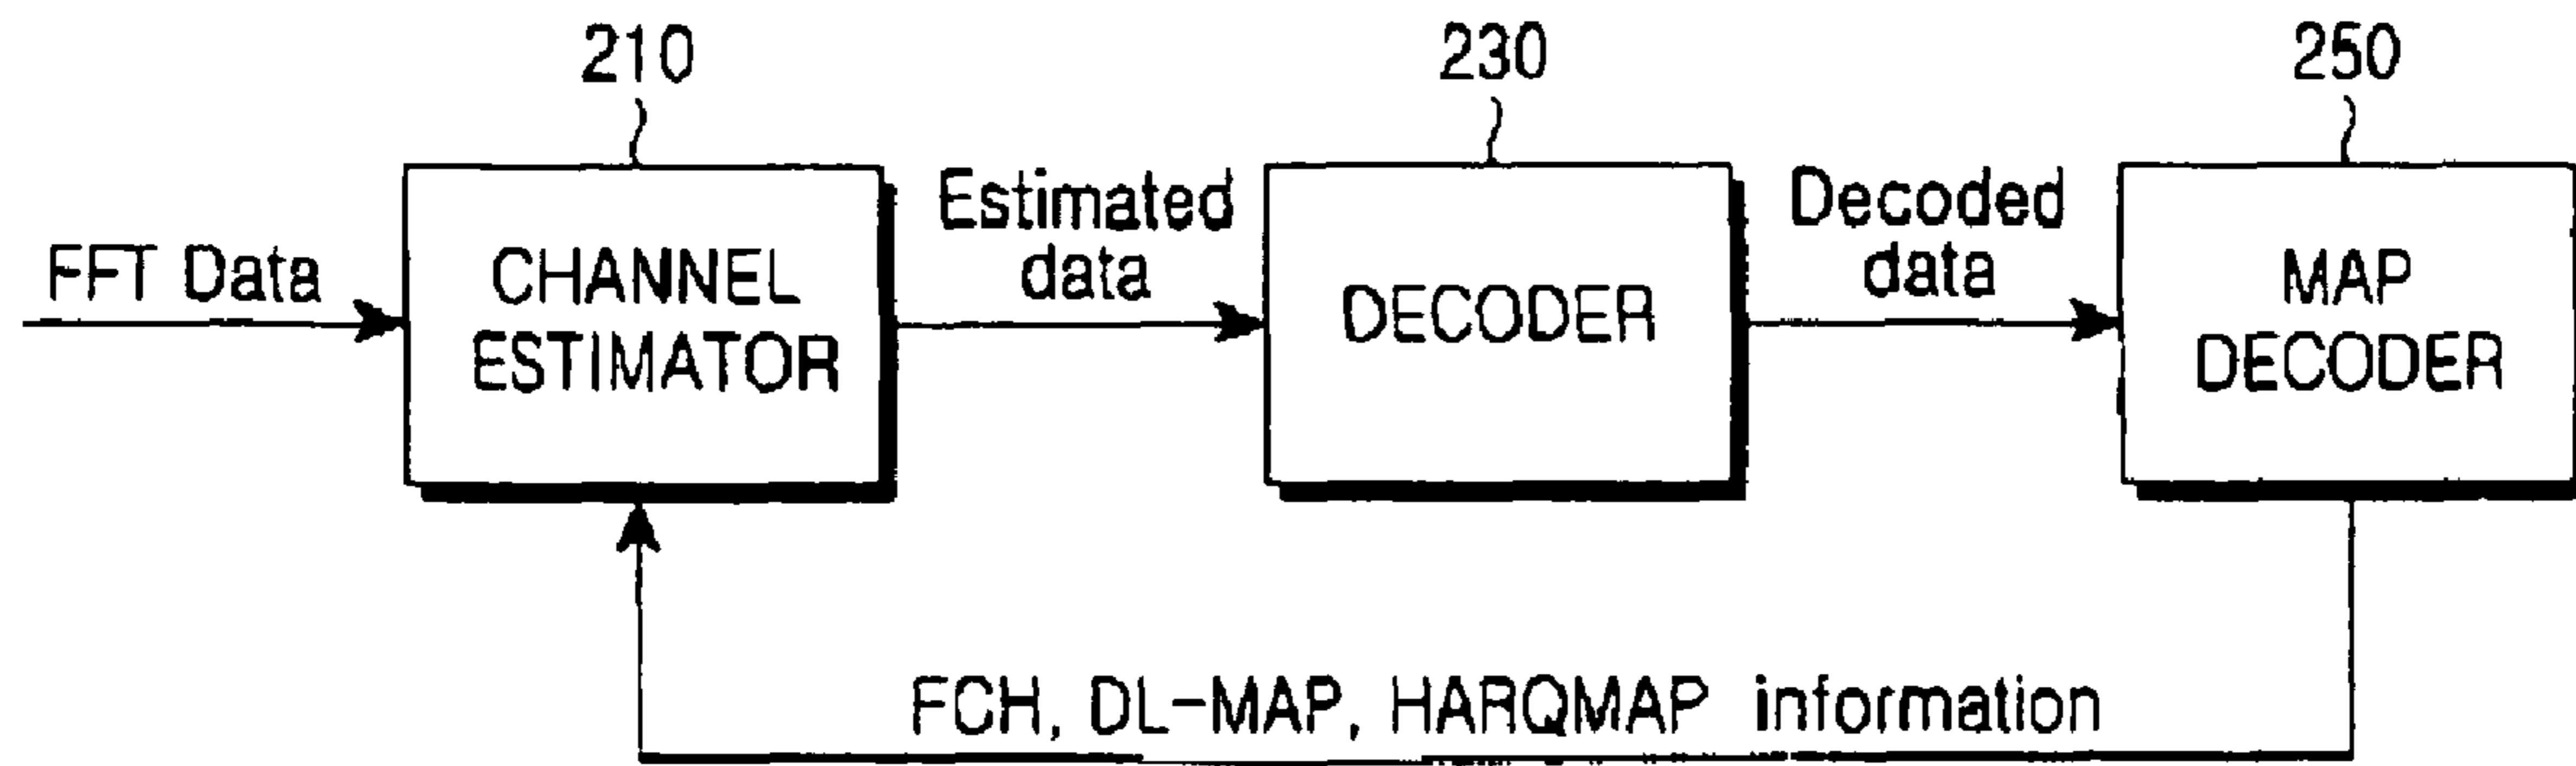 210
230
250
FFT Data
CHANNEL
ESTIMATOR
Estimated
data
DECODER
Decoded
data
MAP
DECODER
FCH, DL-MAP, HARQMAP information